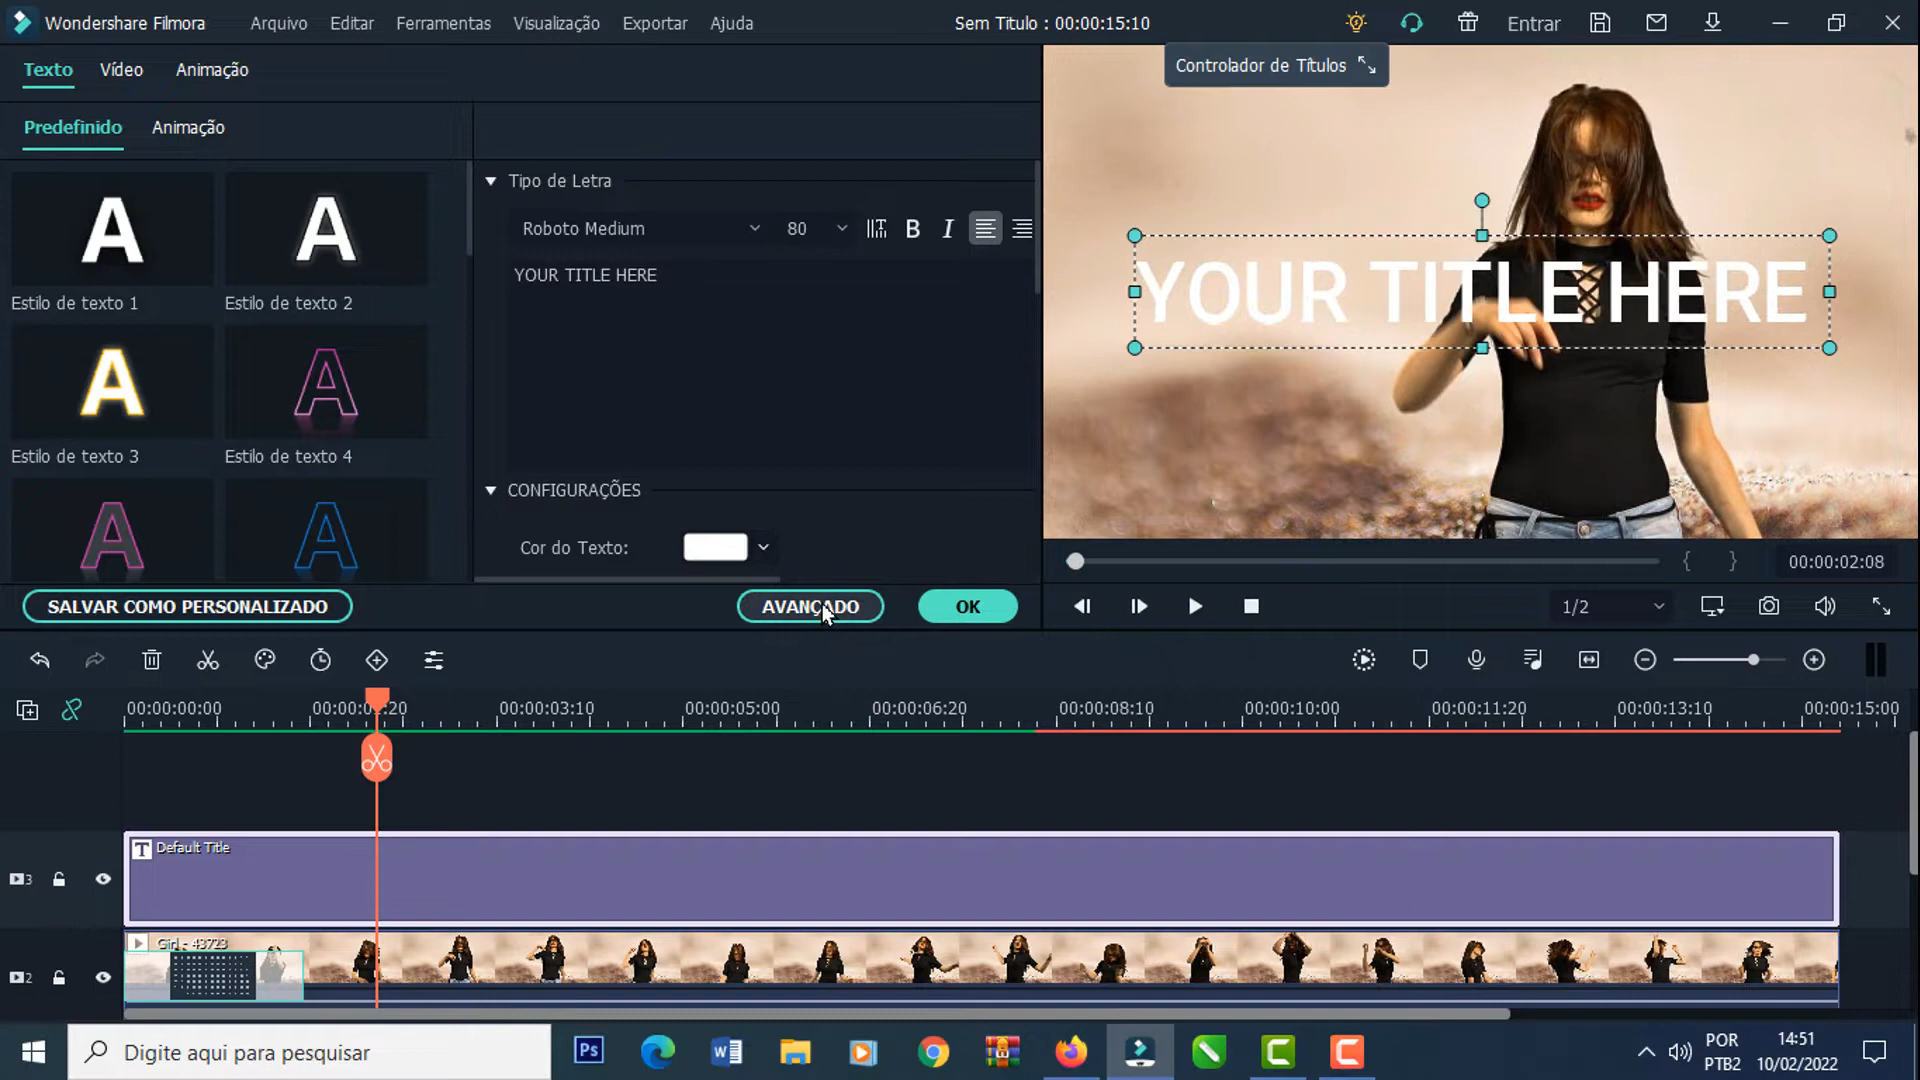 Wondershare Filmora
Arquivo
Editar
Ferramentas
Visualização
Exportar
Ajuda
Sem Titulo : 00:00:15:10
Entrar
Texto
Vídeo
Animação
Controlador de Títulos
Predefinido
Animação
Estilo de texto 1
Estilo de texto 2
Estilo de texto 3
Estilo de texto 4
Tipo de Letra
Roboto Medium
80
B
I
YOUR TITLE HERE
CONFIGURAÇÕES
Cor do Texto:
YOUR TITLE HERE
00:00:02:08
SALVAR COMO PERSONALIZADO
AVANÇADO
OK
1/2
00:00:00:00
00:00:03:10
00:00:05:00
00:00:06:20
00:00:08:10
00:00:10:00
00:00:11:20
00:00:13:10
00:00:15:00
Default Title
3
Girl - 43723
2
Digite aqui para pesquisar
Ps
POR
PTB2
14:51
10/02/2022